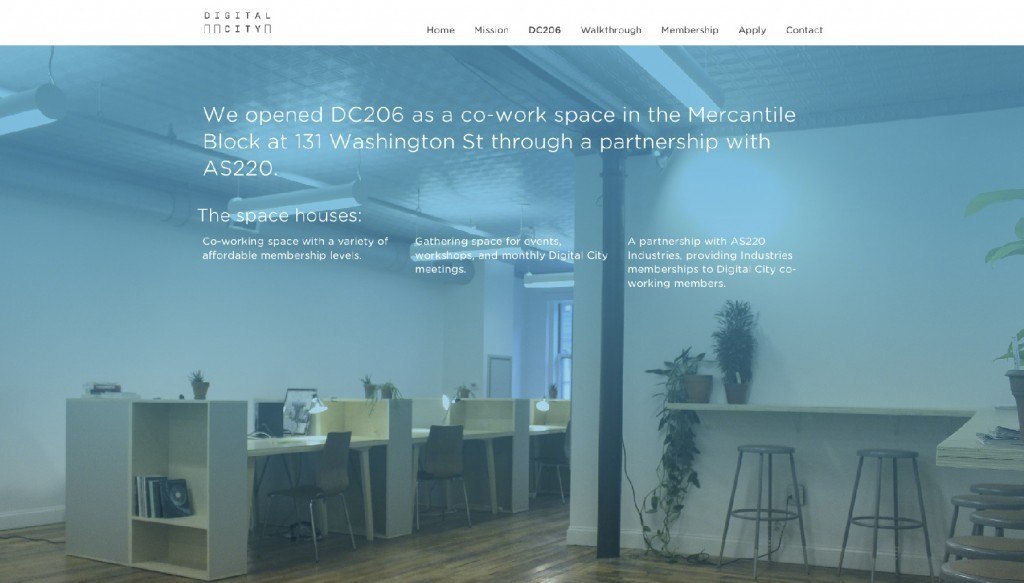 DIGITAL
CITY
Home Mission DC206 Walkthrough Membership Apply Contact
We opened DC206 as a co-work space in the Mercantile
Block at 131 Washington St through a partnership with
AS220.
The space houses:
Co-working space with a variety of
affordable membership levels.
Gathering space for events,
workshops, and monthly Digital City
meetings.
A partnership with AS220
Industries, providing Industries
memberships to Digital City co-
working members.